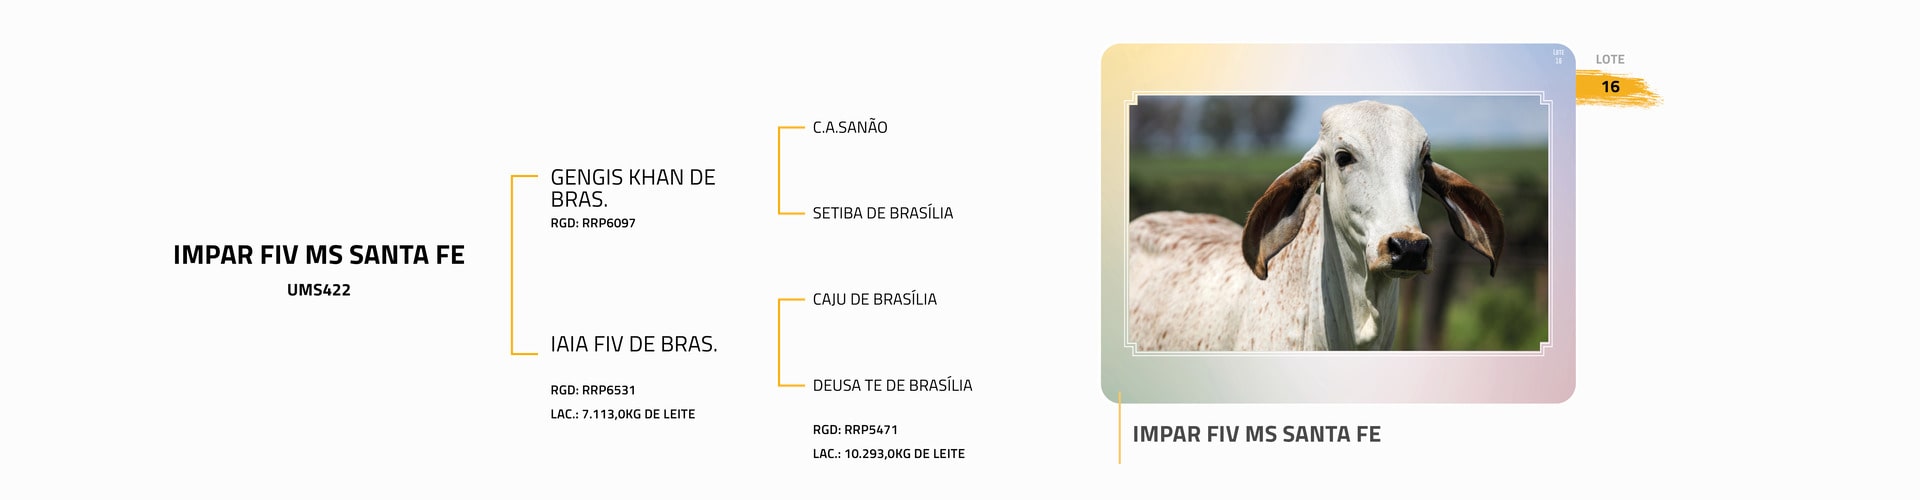 IMPAR FIV MS SANTA FE
UMS422
GENGIS KHAN DE
BRAS.
RGD: RRP6097
IAIA FIV DE BRAS.
RGD: RRP6531
LAC.: 7.113,0KG DE LEITE
C.A.SANÃO
SETIBA DE BRASÍLIA
CAJU DE BRASÍLIA
DEUSA TE DE BRASÍLIA
RGD: RRP5471
LAC.: 10.293,0KG DE LEITE
LOTE
16
LOTE
16
IMPAR FIV MS SANTA FE